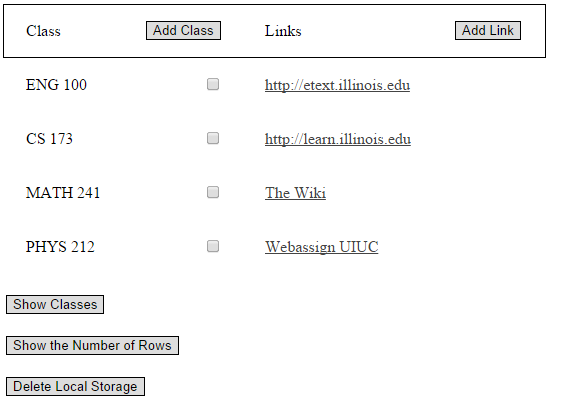 Class Add Class Links Add Link
ENG 100 http://etext.illinois.edu
CS 173 http://learn.illinois.edu
MATH 241 The Wiki
PHYS 212 Webassign UIUC
Show Classes
Show the Number of Rows
Delete Local Storage